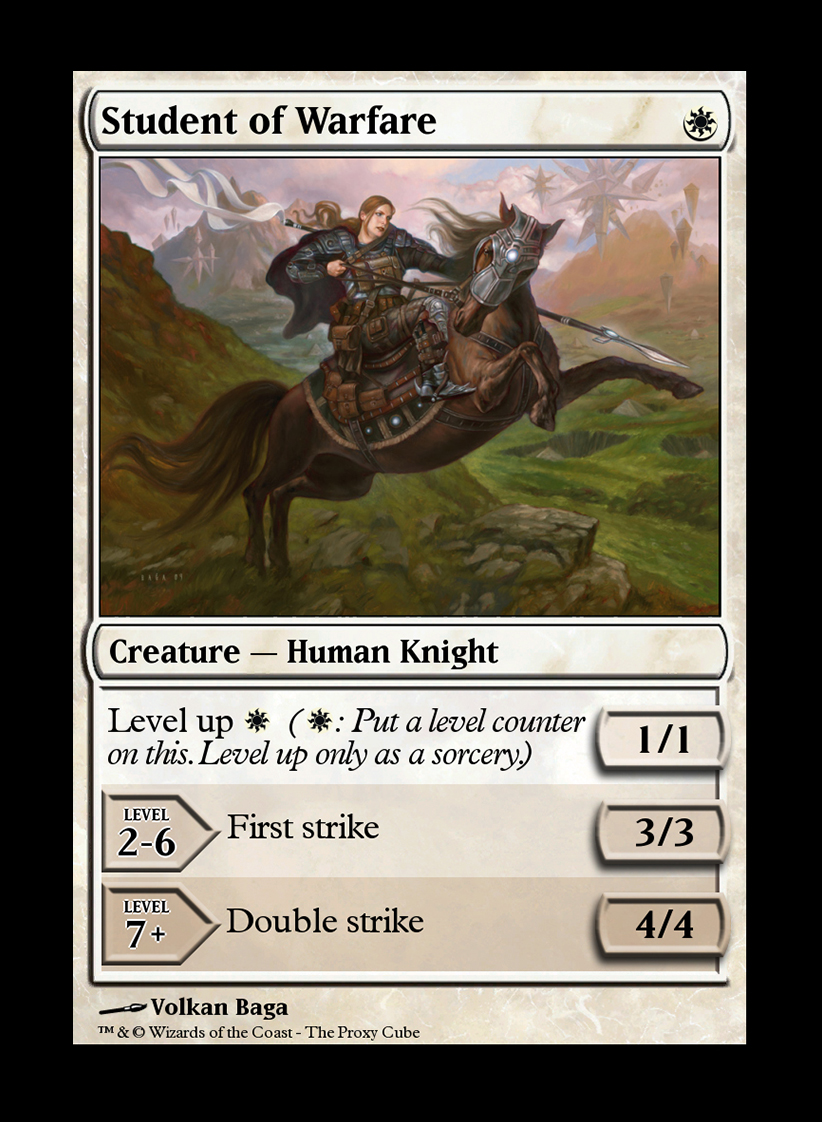 Student of Warfare
Creature — Human Knight
Level up (: Put a level counter
on this. Level up only as a sorcery.)
1/1
LEVEL
2-6
First strike
3/3
LEVEL
7+
Double strike
4/4
Volkan Baga
™ & © Wizards of the Coast - The Proxy Cube